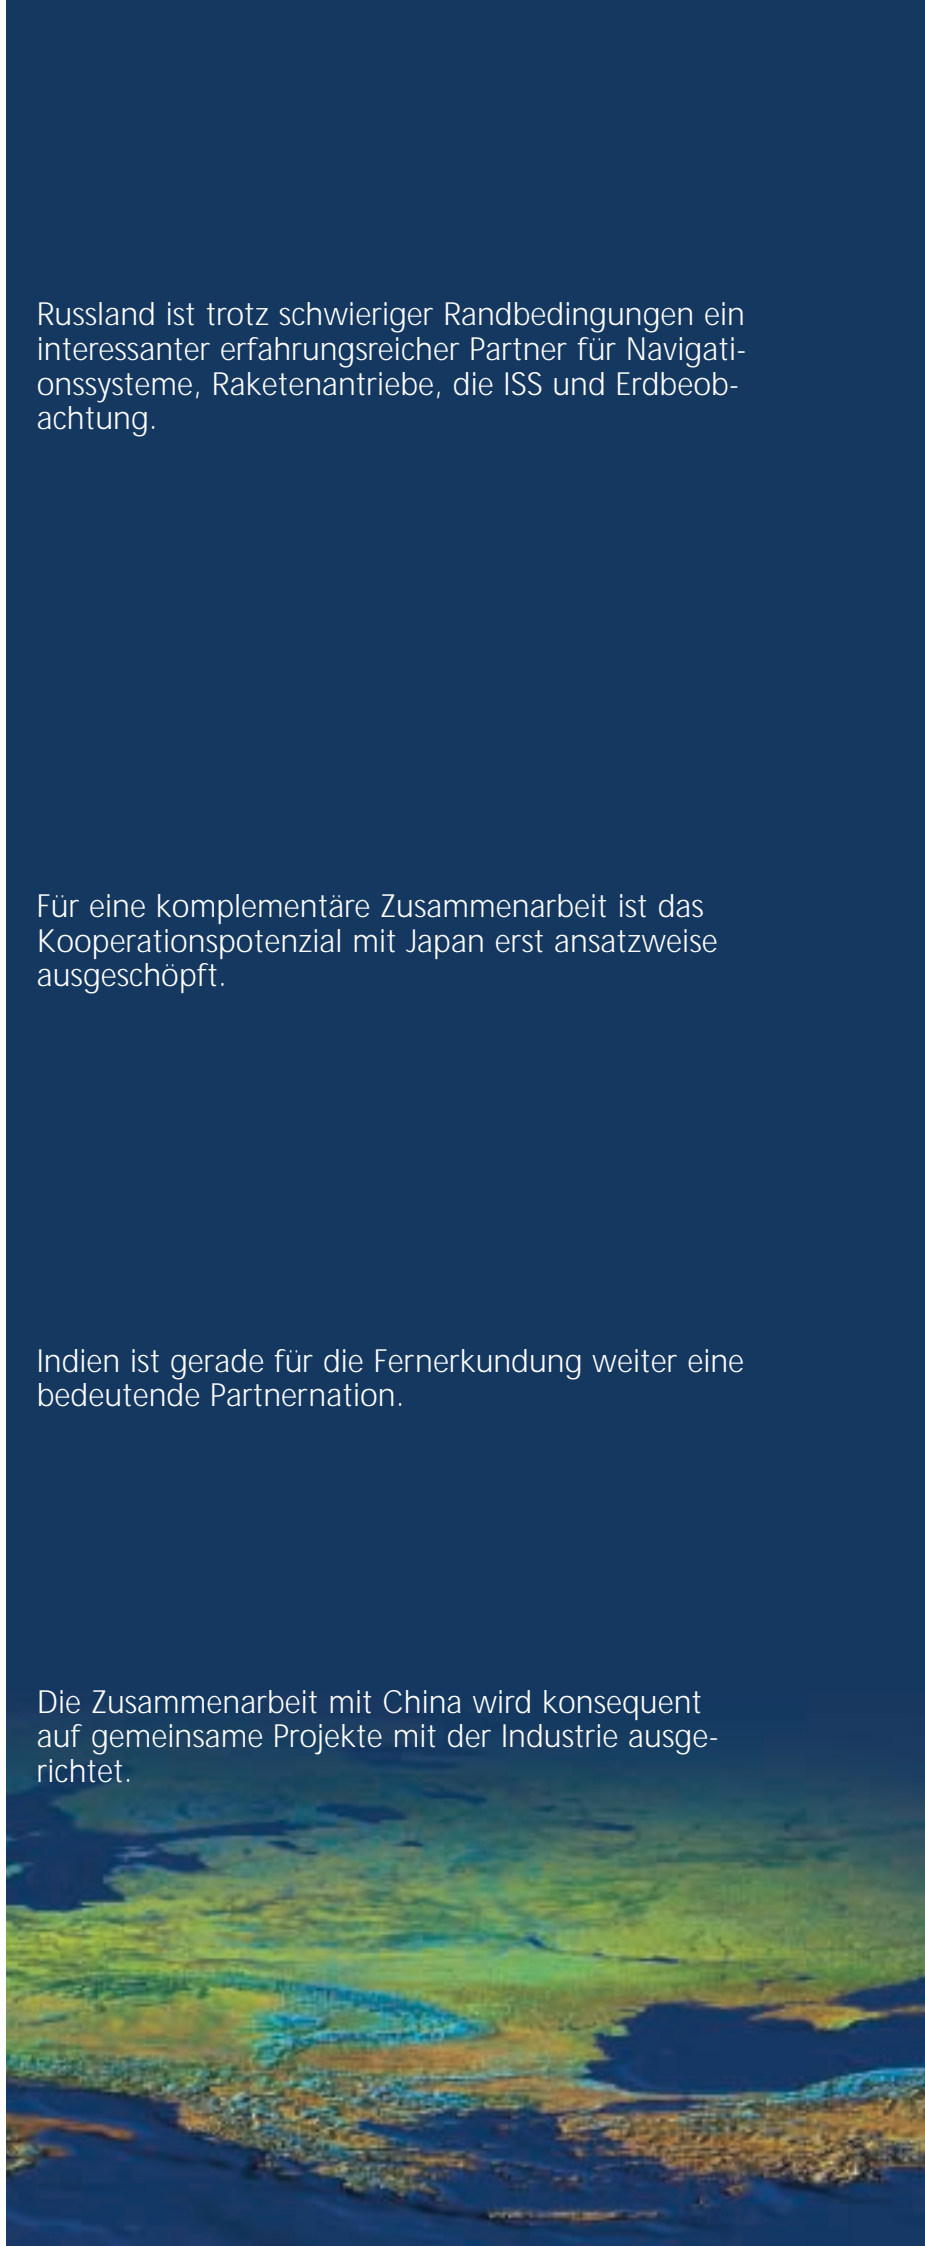 Russland ist trotz schwieriger Randbedingungen ein
interessanter erfahrungsreicher Partner für Navigati-
onssysteme, Raketenantriebe, die ISS und Erdbeob-
achtung.
Für eine komplementäre Zusammenarbeit ist das
Kooperationspotenzial mit Japan erst ansatzweise
ausgeschöpft.
Indien ist gerade für die Fernerkundung weiter eine
bedeutende Partnernation.
Die Zusammenarbeit mit China wird konsequent
auf gemeinsame Projekte mit der Industrie ausge-
richtet.